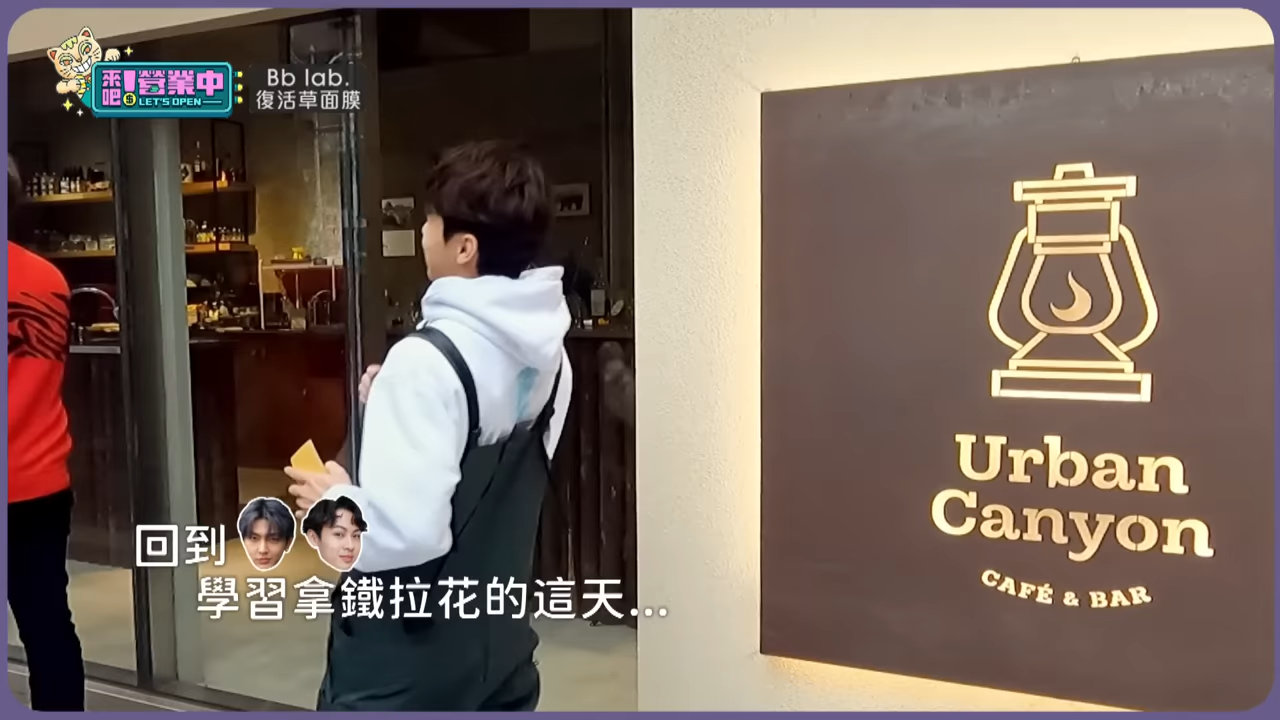 來吧!營業中
LET'S OPEN
Bb lab.
復活草面膜
回到
學習拿鐵拉花的這天...
Urban
Canyon
CAFÉ & BAR